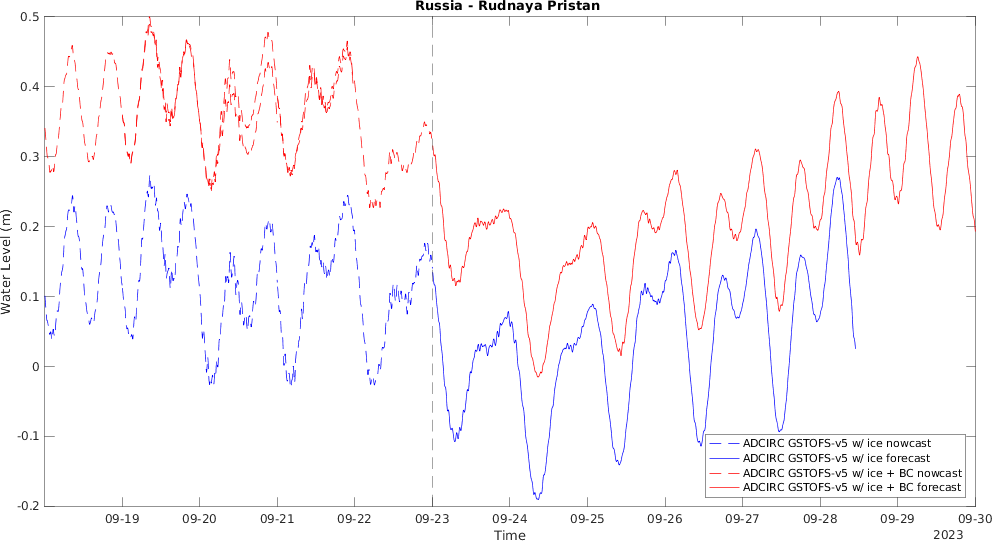 Russia - Rudnaya Pristan
Water Level (m)
0.5
0.4
0.3
0.2
0.1
0
-0.1
-0.2
ADCIRC GSTOFS-v5 w/ ice nowcast
ADCIRC GSTOFS-v5 w/ ice forecast
ADCIRC GSTOFS-v5 w/ ice + BC nowcast
ADCIRC GSTOFS-v5 w/ ice + BC forecast
09-19 09-20 09-21 09-22 09-23 09-24 09-25 09-26 09-27 09-28 09-29 09-30
Time
2023